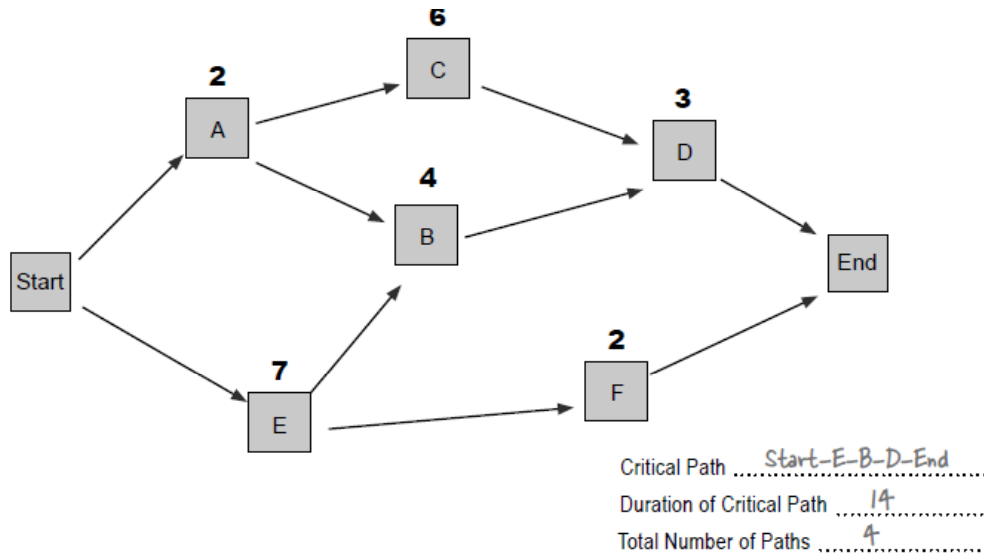 6
C
2
A
3
D
4
B
Start
End
7
E
2
F
Critical Path Start-E-B-D-End
Duration of Critical Path 14
Total Number of Paths 4